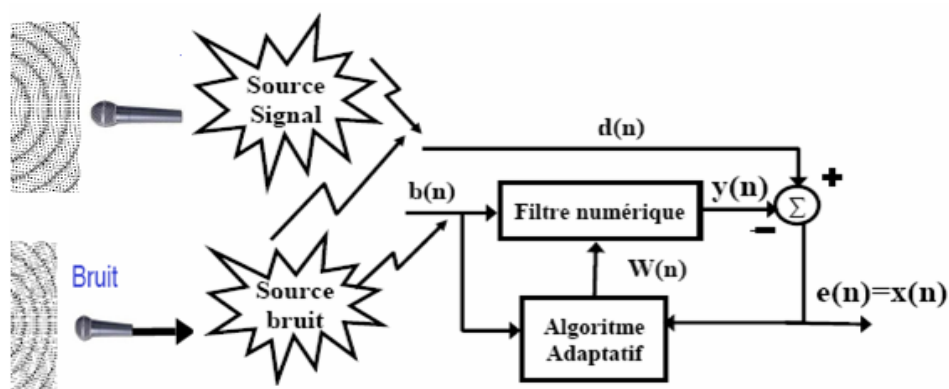 Source
Signal
d(n)
b(n)
y(n)
+
Filtre numérique
Σ
-
Bruit
W(n)
Source
bruit
e(n)=x(n)
Algoritme
Adaptatif